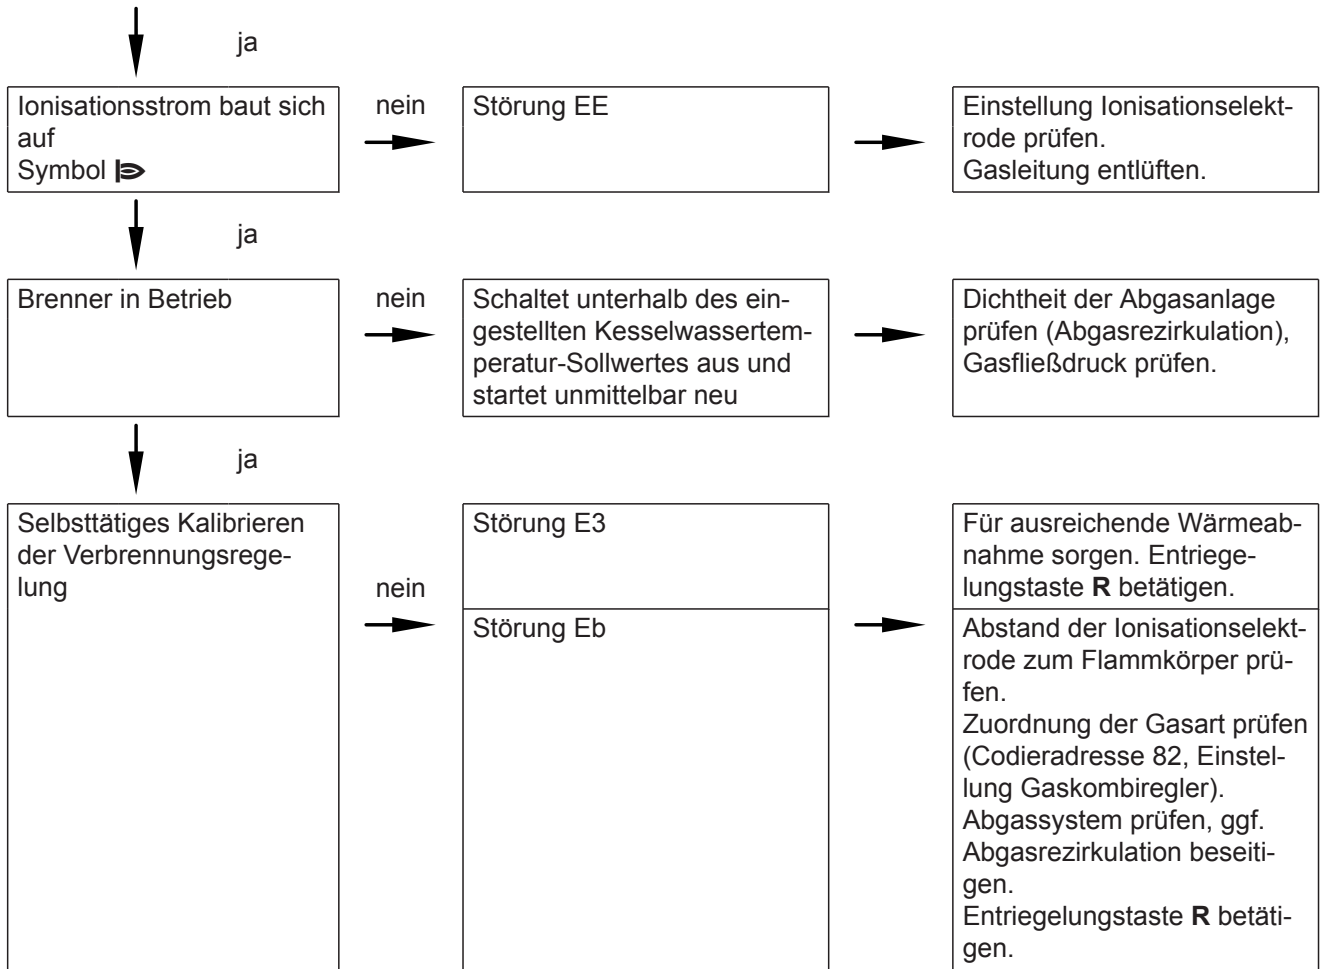 ja
Ionisationsstrom baut sich
auf
Symbol
nein
Störung EE
Einstellung Ionisationselekt-
rode prüfen.
Gasleitung entlüften.
ja
Brenner in Betrieb
nein
Schaltet unterhalb des ein-
gestellten Kesselwassertem-
peratur-Sollwertes aus und
startet unmittelbar neu
Dichtheit der Abgasanlage
prüfen (Abgasrezirkulation),
Gasfließdruck prüfen.
ja
Selbsttätiges Kalibrieren
der Verbrennungsrege-
lung
nein
Störung E3
Für ausreichende Wärmeab-
nahme sorgen. Entriege-
lungstaste R betätigen.
Störung Eb
Abstand der Ionisationselekt-
rode zum Flammkörper prü-
fen.
Zuordnung der Gasart prüfen
(Codieradresse 82, Einstel-
lung Gaskombiregler).
Abgassystem prüfen, ggf.
Abgasrezirkulation beseiti-
gen.
Entriegelungstaste R betäti-
gen.